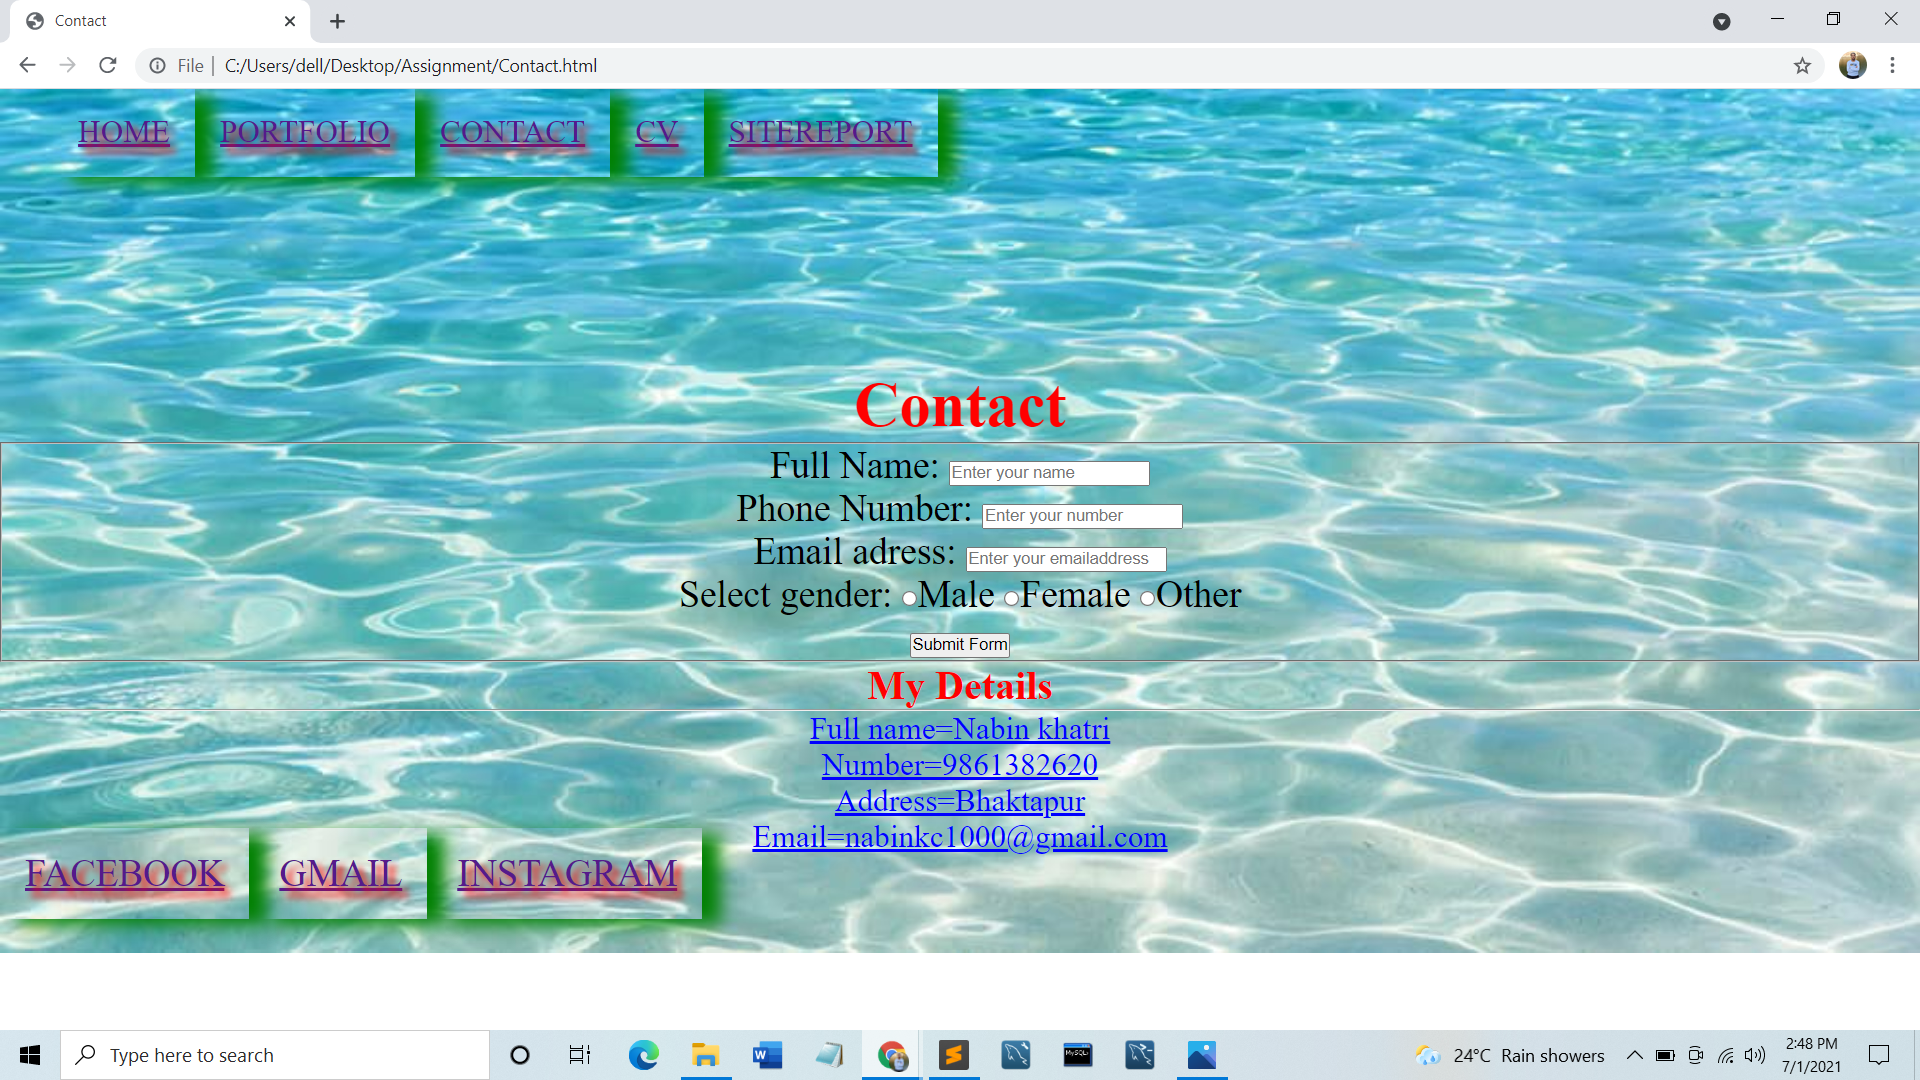 Contact
File | C:/Users/dell/Desktop/Assignment/Contact.html
HOME PORTFOLIO CONTACT CV SITEREPORT
Contact
Full Name: Enter your name
Phone Number: Enter your number
Email adress: Enter your emailaddress
Select gender: Male Female Other
Submit Form
My Details
Full name=Nabin khatri
Number=9861382620
Address=Bhaktapur
Email=nabinkc1000@gmail.com
FACEBOOK GMAIL INSTAGRAM
Type here to search
24°C Rain showers
2:48 PM
7/1/2021